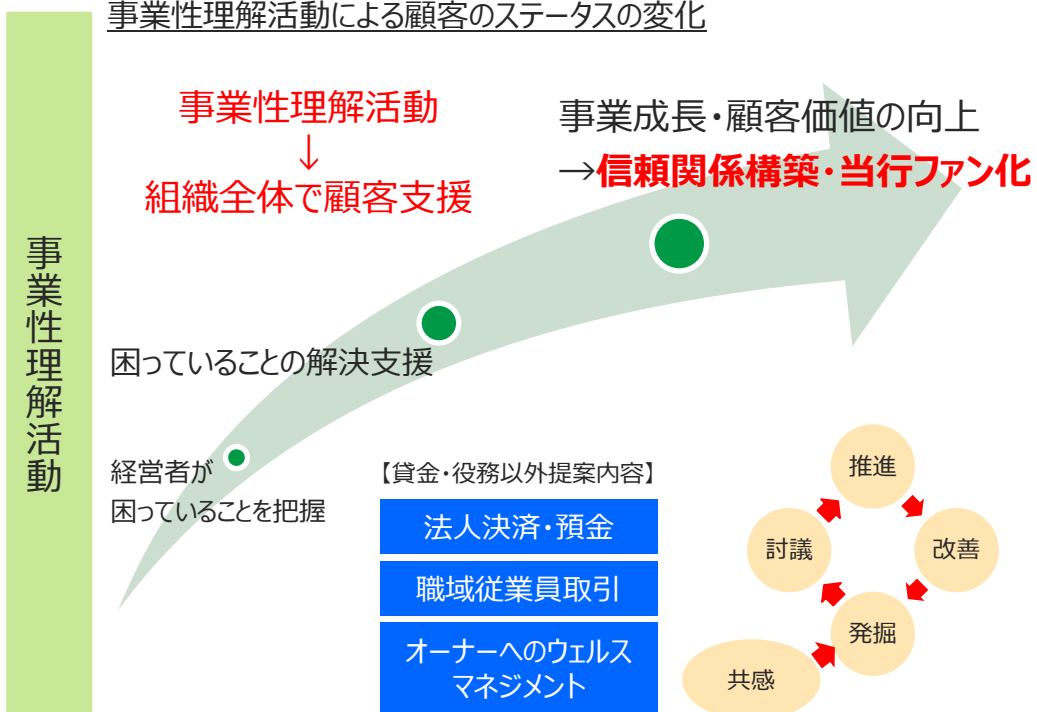 事業性理解活動による顧客のステータスの変化
事業性理解活動
事業性理解活動
↓
組織全体で顧客支援
事業成長・顧客価値の向上
→信頼関係構築・当行ファン化
困っていることの解決支援
経営者が
困っていることを把握
【貸金・役務以外提案内容】
法人決済・預金
職域従業員取引
オーナーへのウェルス
マネジメント
推進
討議
改善
発掘
共感